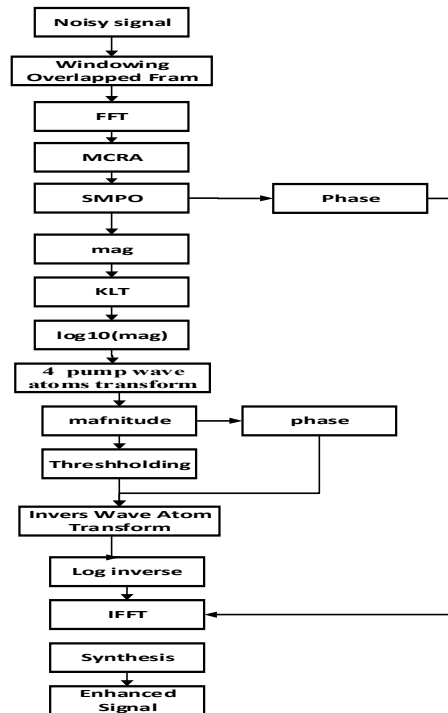 Noisy signal
Windowing
Overlapped Fram
FFT
MCRA
SMPO
Phase
mag
KLT
log10(mag)
4 pump wave
atoms transform
mafnitude
phase
Threshholding
Invers Wave Atom
Transform
Log inverse
IFFT
Synthesis
Enhanced
Signal